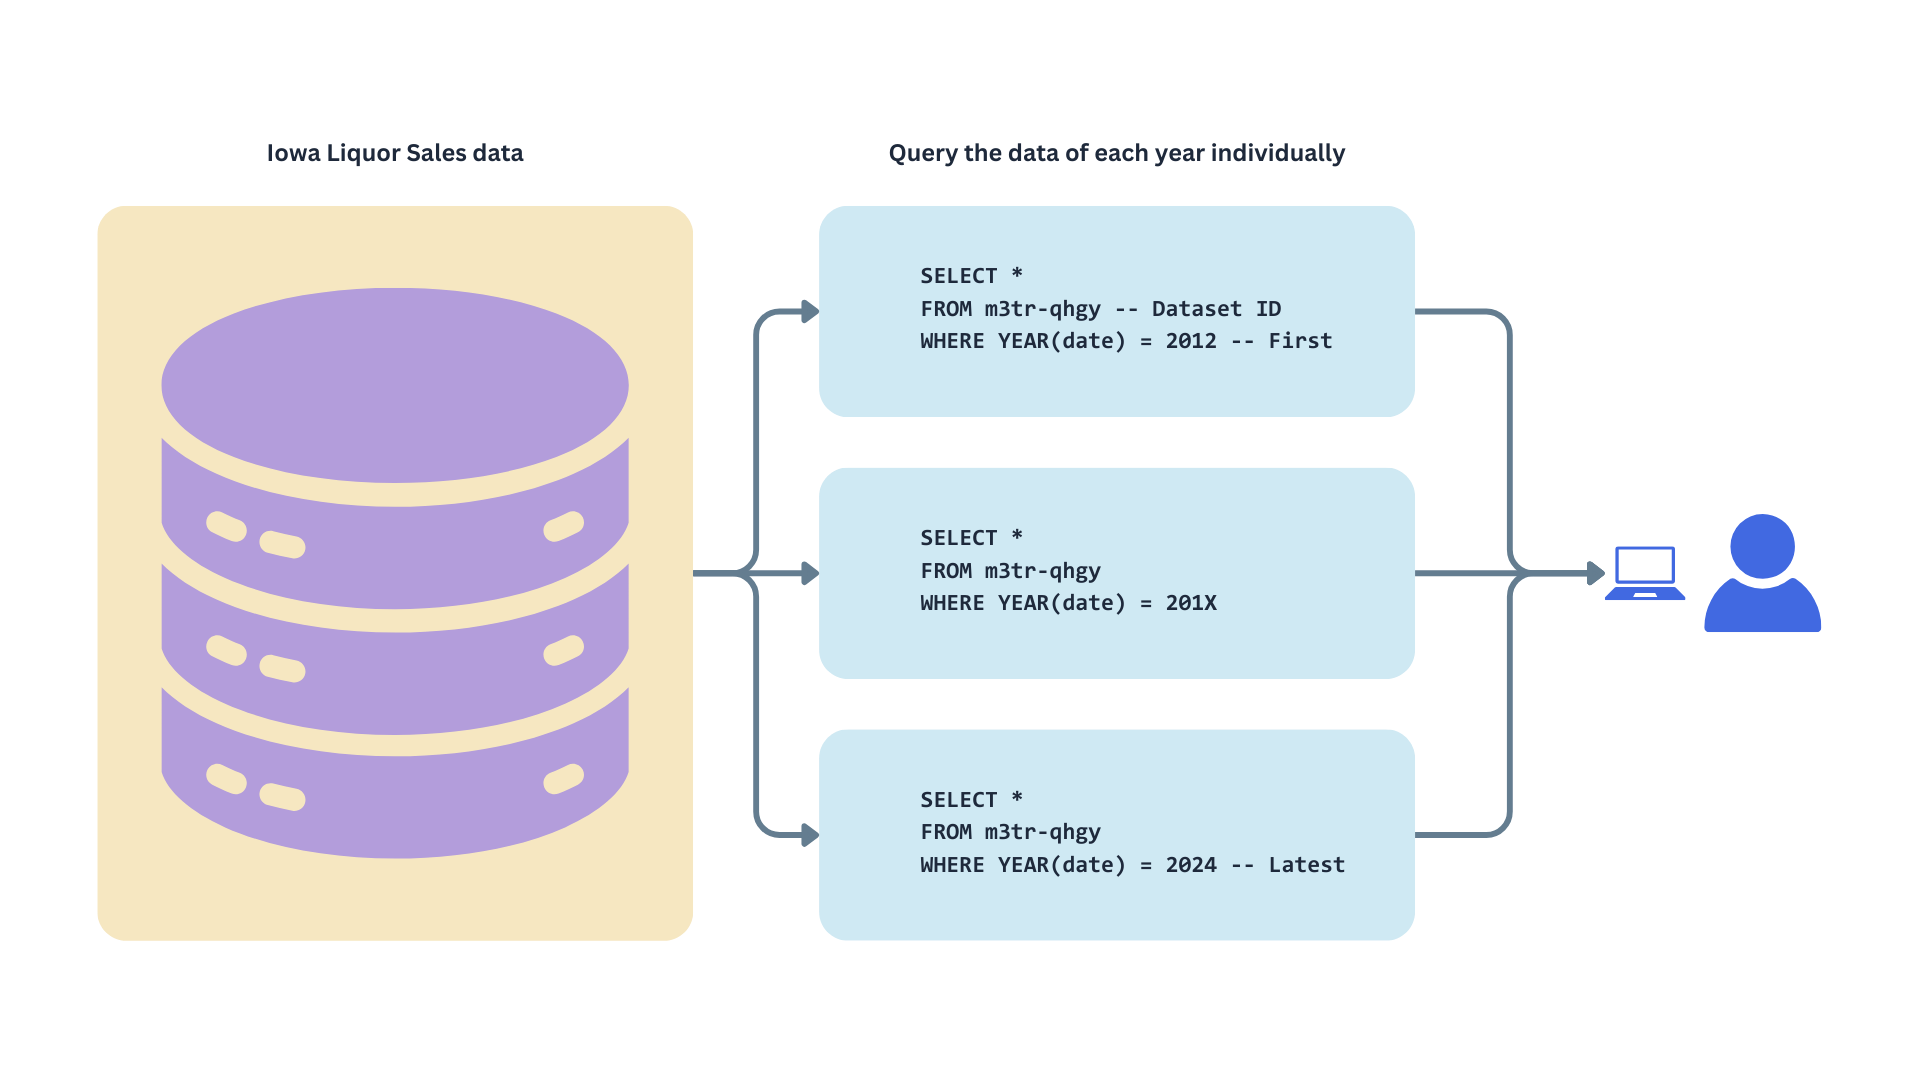 Iowa Liquor Sales data
Query the data of each year individually
SELECT *
FROM m3tr-qhgy -- Dataset ID
WHERE YEAR(date) = 2012 -- First
SELECT *
FROM m3tr-qhgy
WHERE YEAR(date) = 201X
SELECT *
FROM m3tr-qhgy
WHERE YEAR(date) = 2024 -- Latest